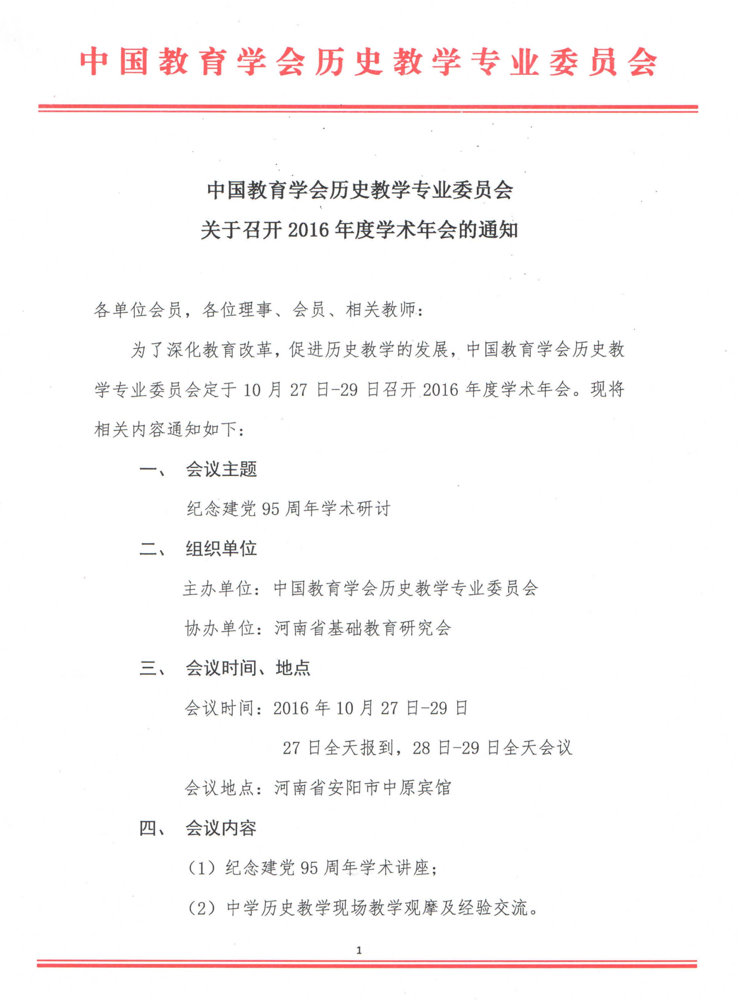 中国教育学会历史教学专业委员会
中国教育学会历史教学专业委员会
关于召开 2016 年度学术年会的通知
各单位会员，各位理事、会员、相关教师：
为了深化教育改革，促进历史教学的发展，中国教育学会历史教
学专业委员会定于 10 月 27 日-29 日召开 2016 年度学术年会。现将
相关内容通知如下：
一、 会议主题
纪念建党 95 周年学术研讨
二、 组织单位
主办单位：中国教育学会历史教学专业委员会
协办单位：河南省基础教育研究会
三、 会议时间、地点
会议时间：2016 年 10 月 27 日-29 日
27 日全天报到，28 日-29 日全天会议
会议地点：河南省安阳市中原宾馆
四、 会议内容
（1）纪念建党 95 周年学术讲座；
（2）中学历史教学现场教学观摩及经验交流。
1